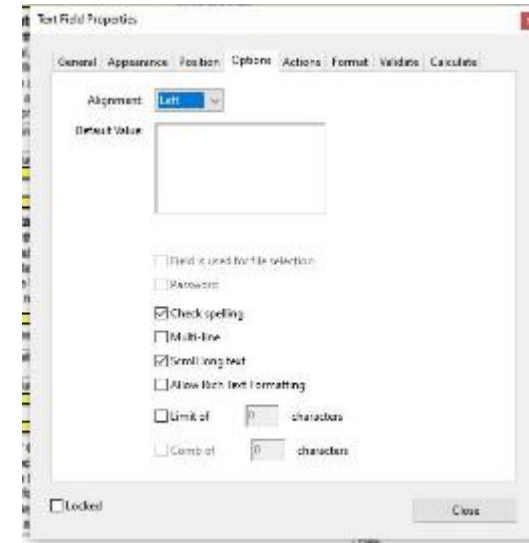 Text Field Properties
General Appearance Position Options Actions Format Validate Calculate
Alignment: Left
Default Value:
Field is used for file selection
Password
Check spelling
Multi-line
Scroll long text
Allow Rich Text Formatting
Limit of 0 characters
Comb of 0 characters
Locked
Close